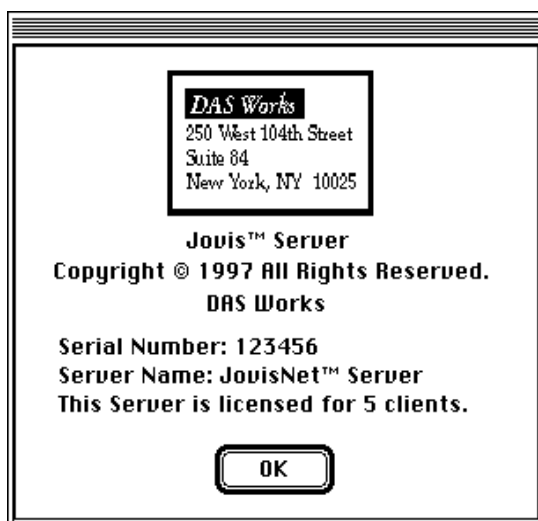 DAS Works
250 West 104th Street
Suite 84
New York, NY 10025
Jovis™ Server
Copyright © 1997 All Rights Reserved.
DAS Works
Serial Number: 123456
Server Name: JovisNet™ Server
This Server is licensed for 5 clients.
OK